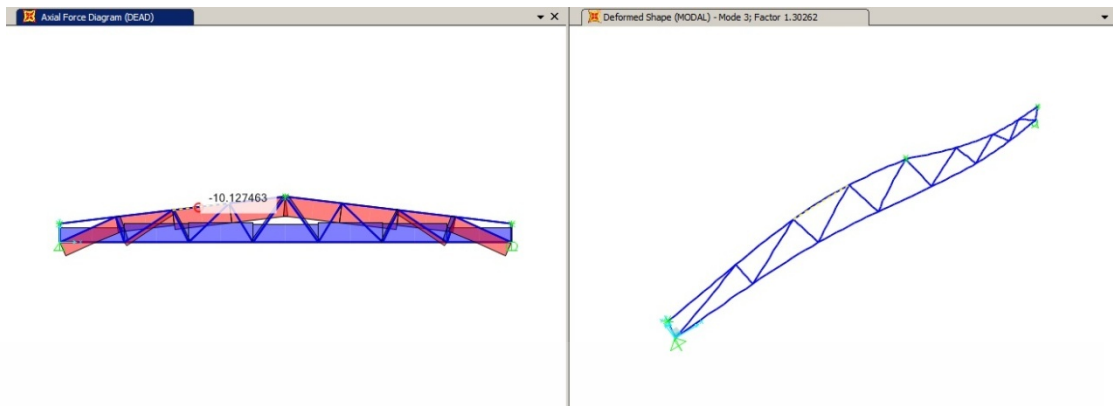 Axial Force Diagram (DEAD)
Deformed Shape (MODAL) - Mode 3; Factor 1.30262
-10.127463